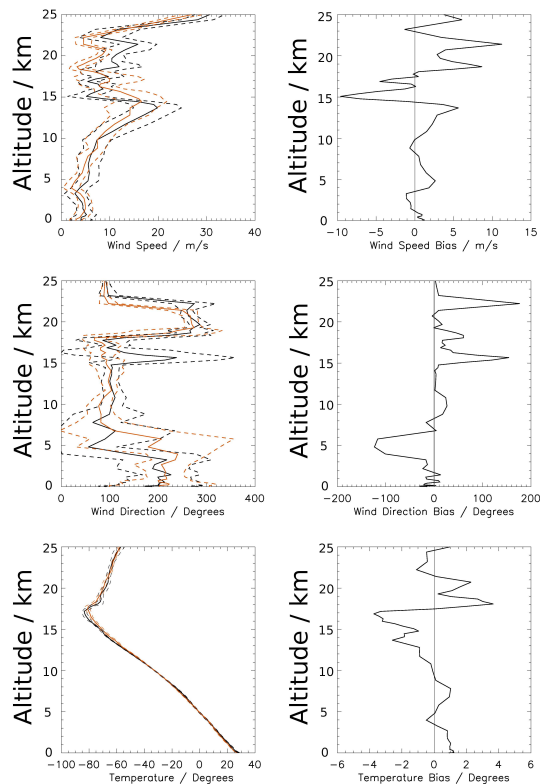 Altitude / km
25
20
15
10
5
0
0 10 20 30 40
Wind Speed / m/s
Altitude / km
25
20
15
10
5
0
−10 −5 0 5 10 15
Wind Speed Bias / m/s
Altitude / km
25
20
15
10
5
0
0 100 200 300 400
Wind Direction / Degrees
Altitude / km
25
20
15
10
5
0
−200 −100 0 100 200
Wind Direction Bias / Degrees
Altitude / km
25
20
15
10
5
0
−100 −80 −60 −40 −20 0 20 40
Temperature / Degrees
Altitude / km
25
20
15
10
5
0
−6 −4 −2 0 2 4 6
Temperature Bias / Degrees